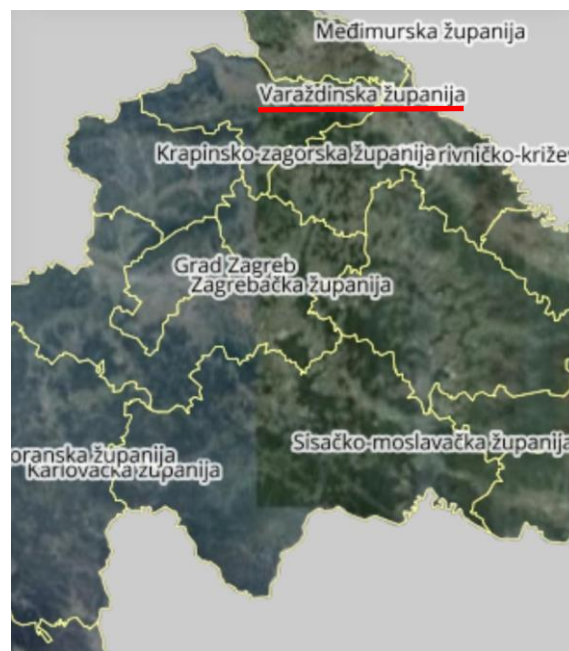 Međimurska županija
Varaždinska županija
Krapinsko-zagorska županija
rivničko-križev
Grad Zagreb
Zagrebačka županija
Sisačko-moslavačka županija
oranska županija
Karlovačka županija